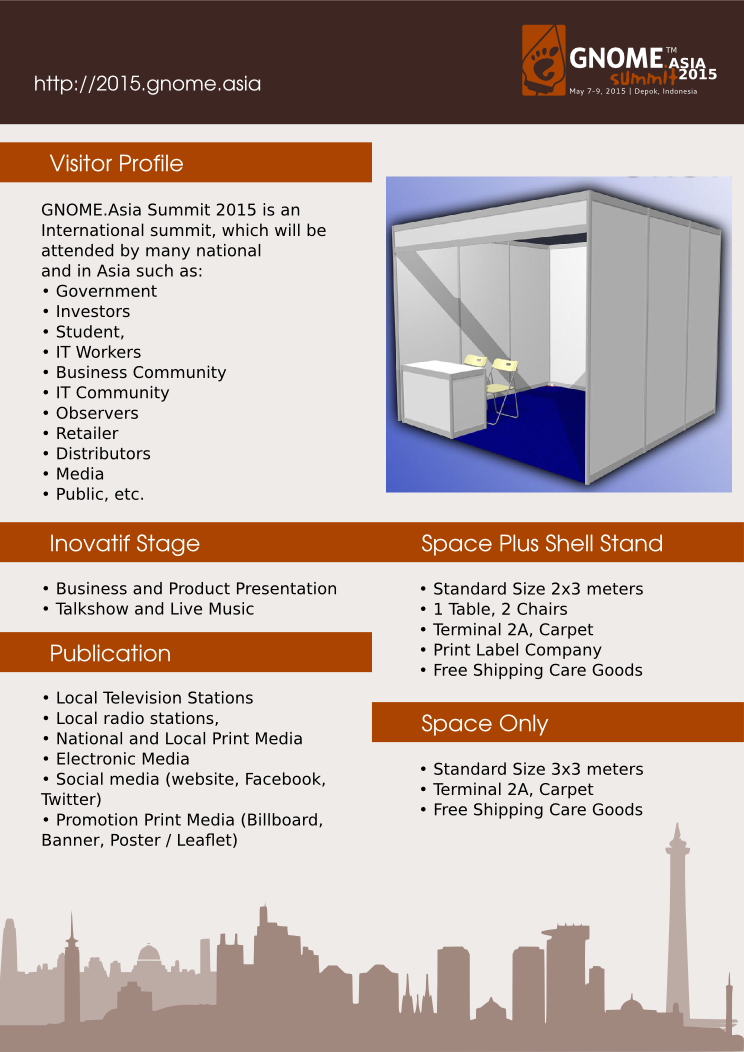 http://2015.gnome.asia
GNOME™.ASIA
summit2015
May 7-9, 2015 | Depok, Indonesia
Visitor Profile
GNOME.Asia Summit 2015 is an
International summit, which will be
attended by many national
and in Asia such as:
• Government
• Investors
• Student,
• IT Workers
• Business Community
• IT Community
• Observers
• Retailer
• Distributors
• Media
• Public, etc.
Inovatif Stage
• Business and Product Presentation
• Talkshow and Live Music
Publication
• Local Television Stations
• Local radio stations,
• National and Local Print Media
• Electronic Media
• Social media (website, Facebook,
Twitter)
• Promotion Print Media (Billboard,
Banner, Poster / Leaflet)
Space Plus Shell Stand
• Standard Size 2x3 meters
• 1 Table, 2 Chairs
• Terminal 2A, Carpet
• Print Label Company
• Free Shipping Care Goods
Space Only
• Standard Size 3x3 meters
• Terminal 2A, Carpet
• Free Shipping Care Goods